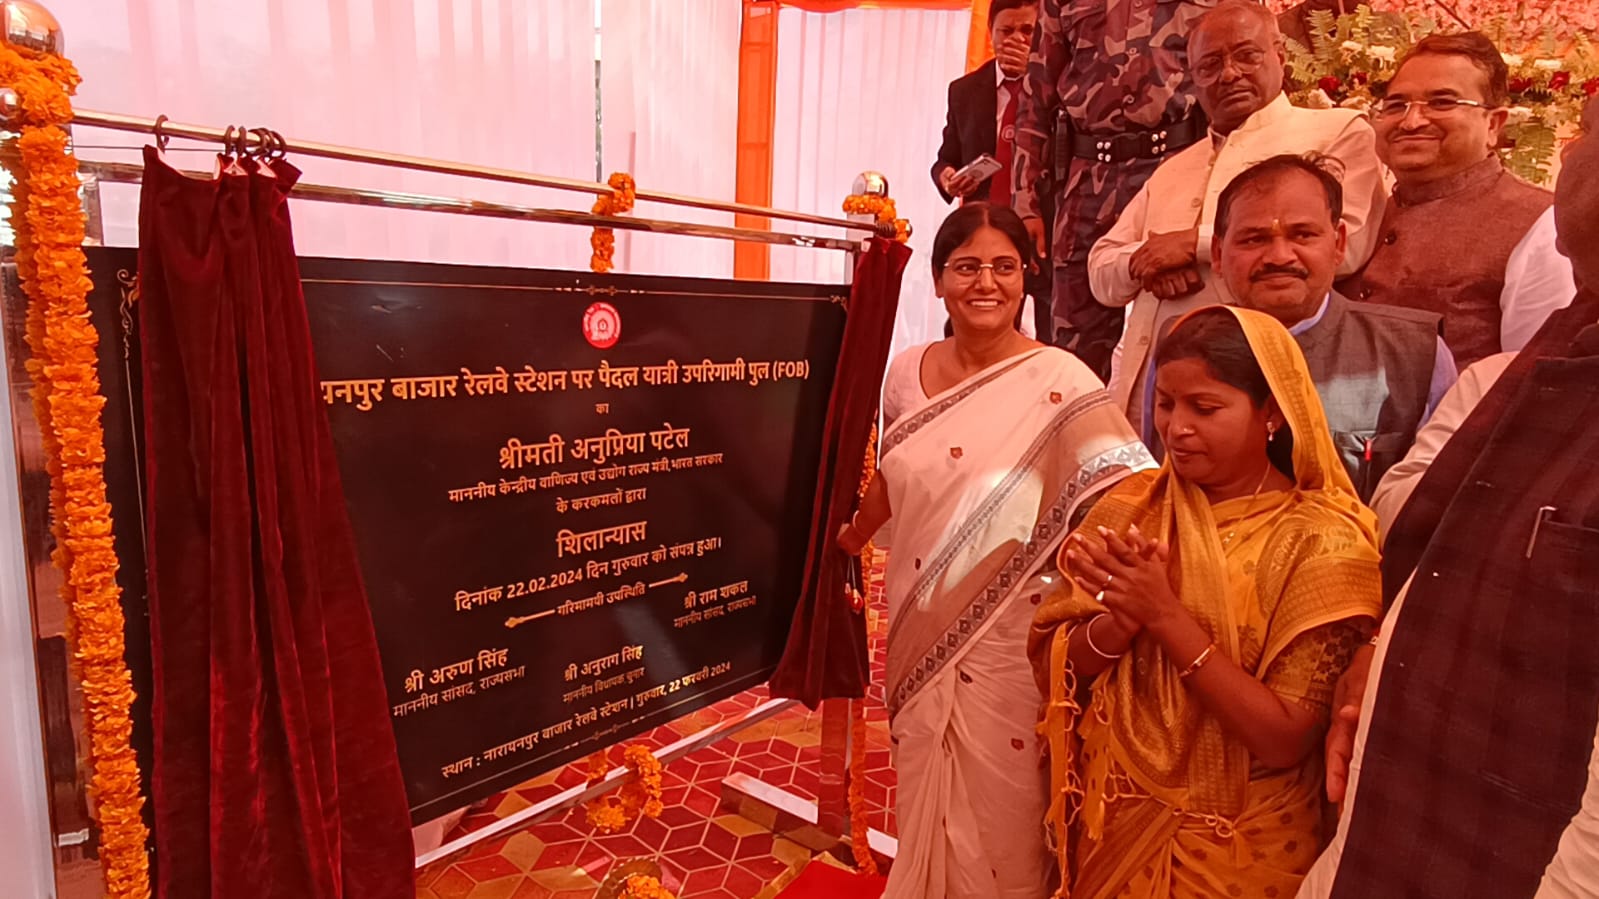 यनपुर बाजार रेलवे स्टेशन पर पैदल यात्री उपरिगामी पुल (FOB)
का
श्रीमती अनुप्रिया पटेल
माननीय केन्द्रीय वाणिज्य एवं उद्योग राज्य मंत्री, भारत सरकार
के करकमलों द्वारा
शिलान्यास
दिनांक 22.02.2024 दिन गुरुवार को संपन्न हुआ।
गरिमामयी उपस्थिति
श्री अरुण सिंह
माननीय सांसद, राज्यसभा
श्री अनुराग सिंह
माननीय विधायक, चुनार
श्री राम शकल
माननीय सांसद, राज्यसभा
स्थान : नारायनपुर बाजार रेलवे स्टेशन | गुरुवार, 22 फरवरी 2024